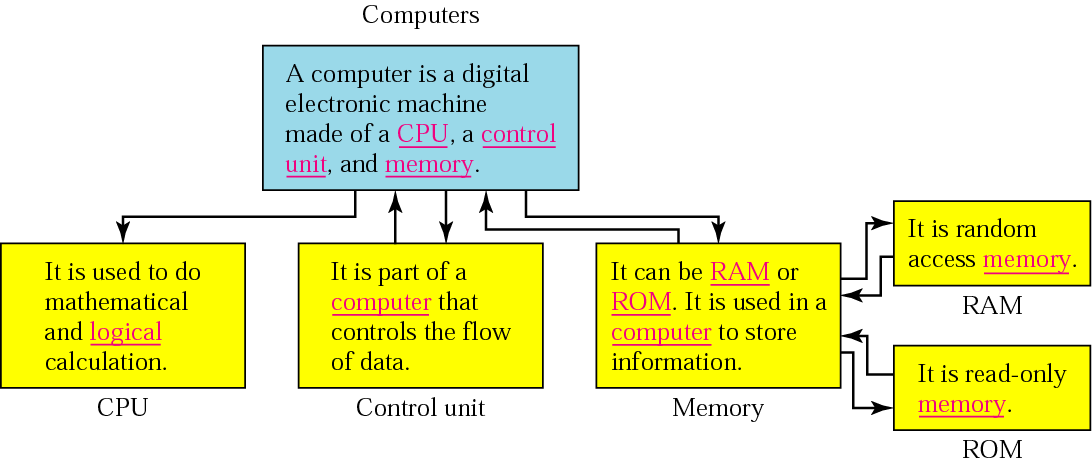 Computers
A computer is a digital
electronic machine
made of a CPU, a control
unit, and memory.
It is used to do
mathematical
and logical
calculation.
CPU
It is part of a
computer that
controls the flow
of data.
Control unit
It can be RAM or
ROM. It is used in a
computer to store
information.
Memory
It is random
access memory.
RAM
It is read-only
memory.
ROM